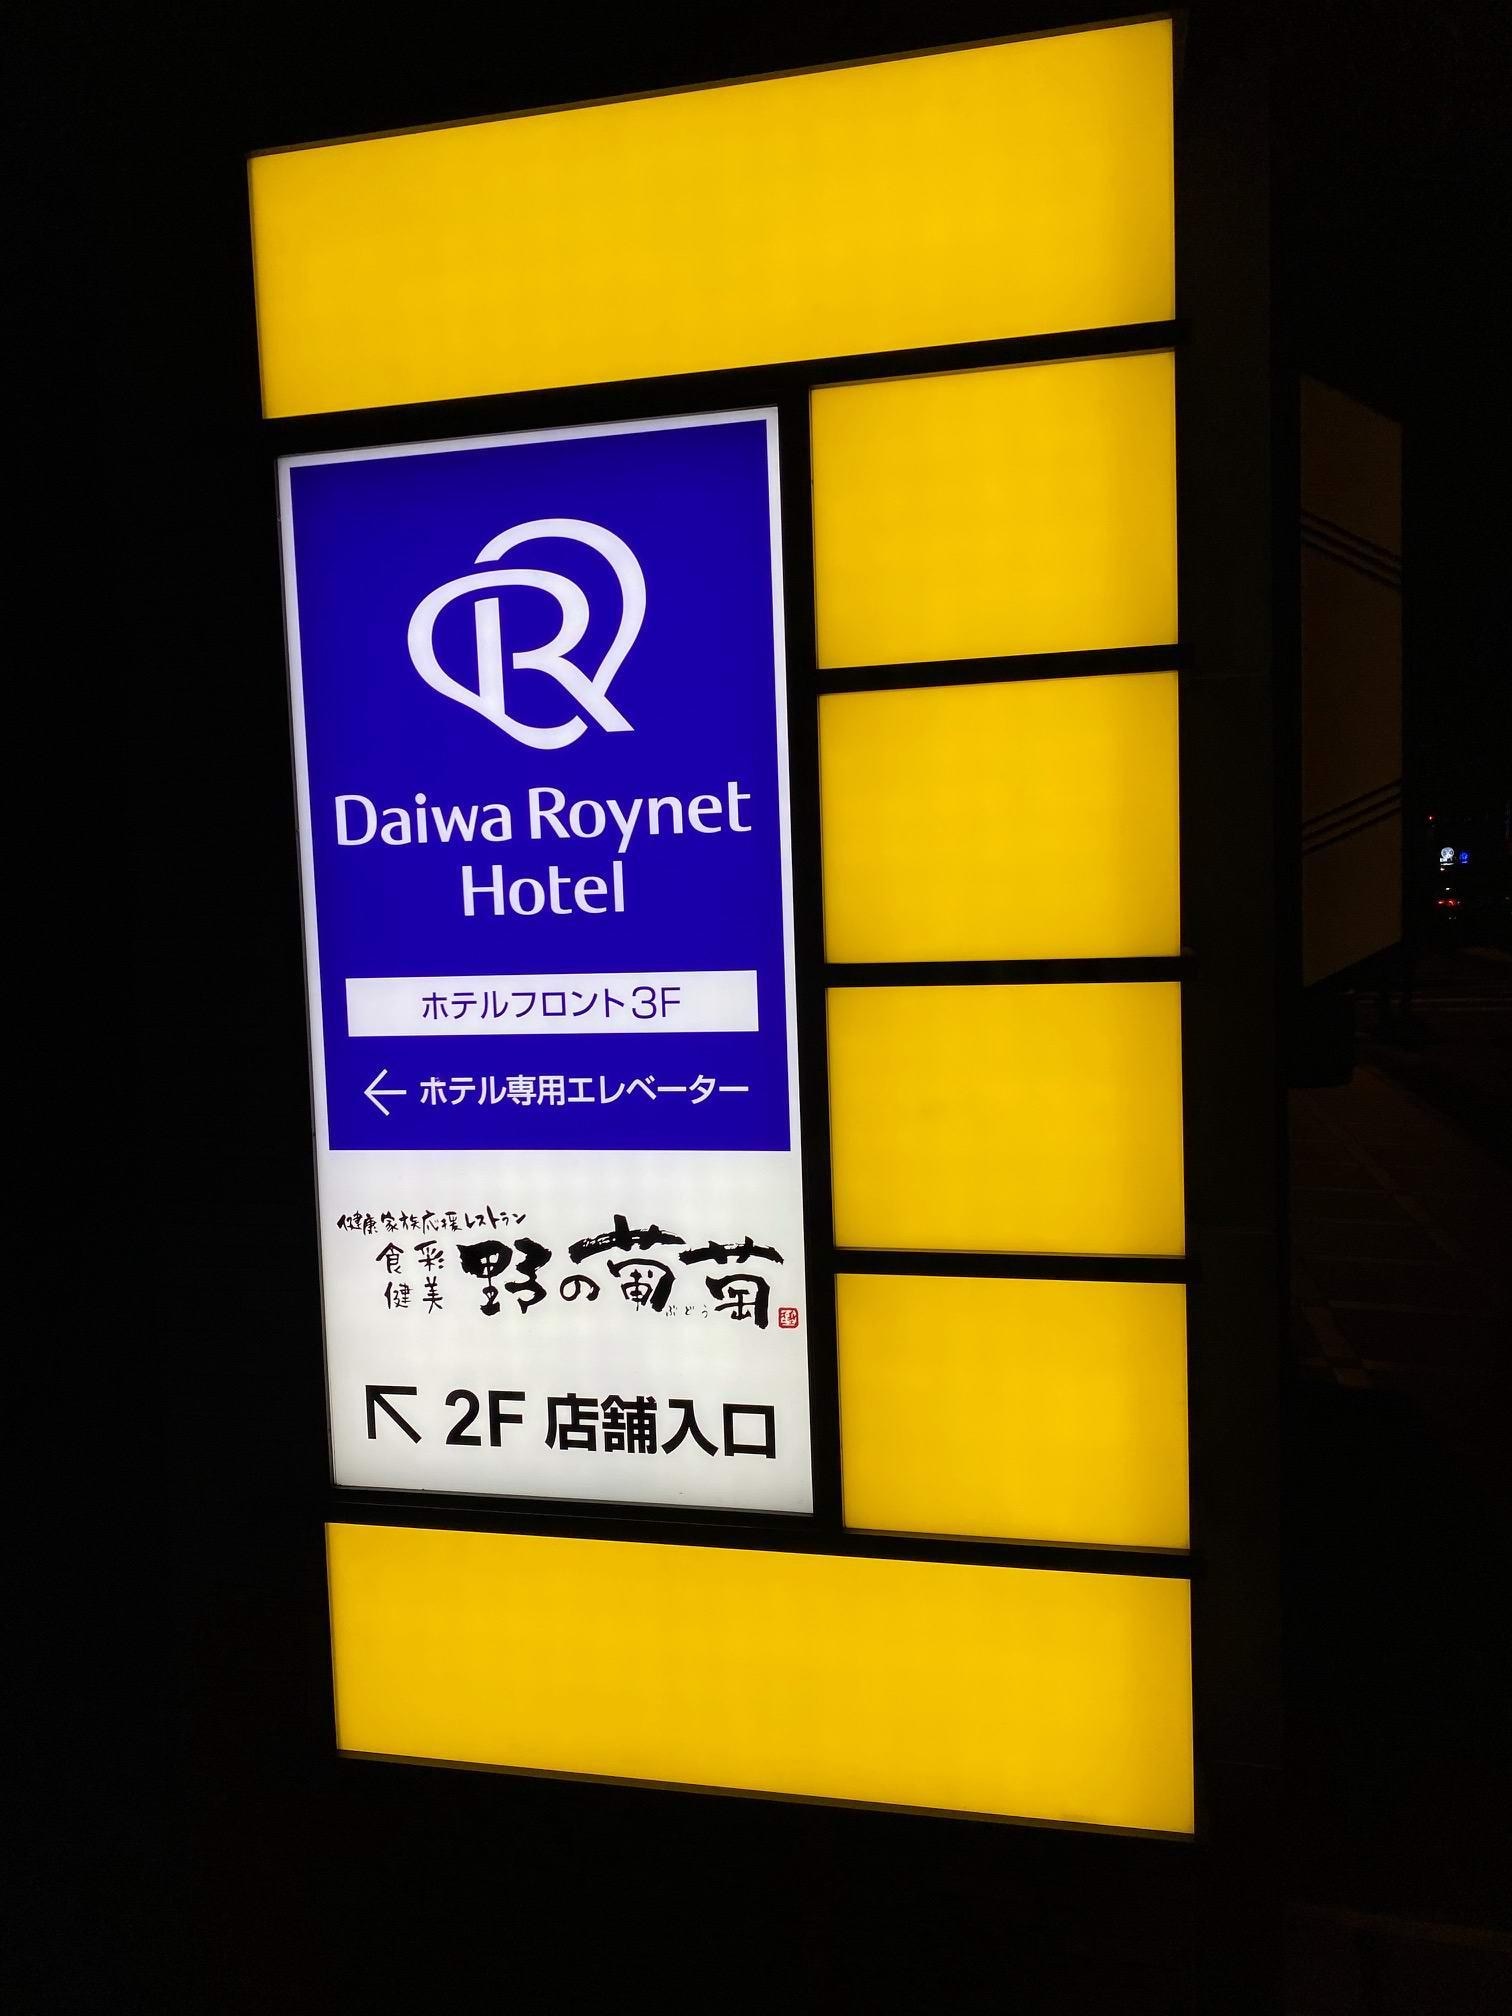 Daiwa Roynet
Hotel
ホテルフロント3F
← ホテル専用エレベーター
健康家族応援レストラン
食彩
健美
野の葡萄
ぶどう
↖ 2F 店舗入口